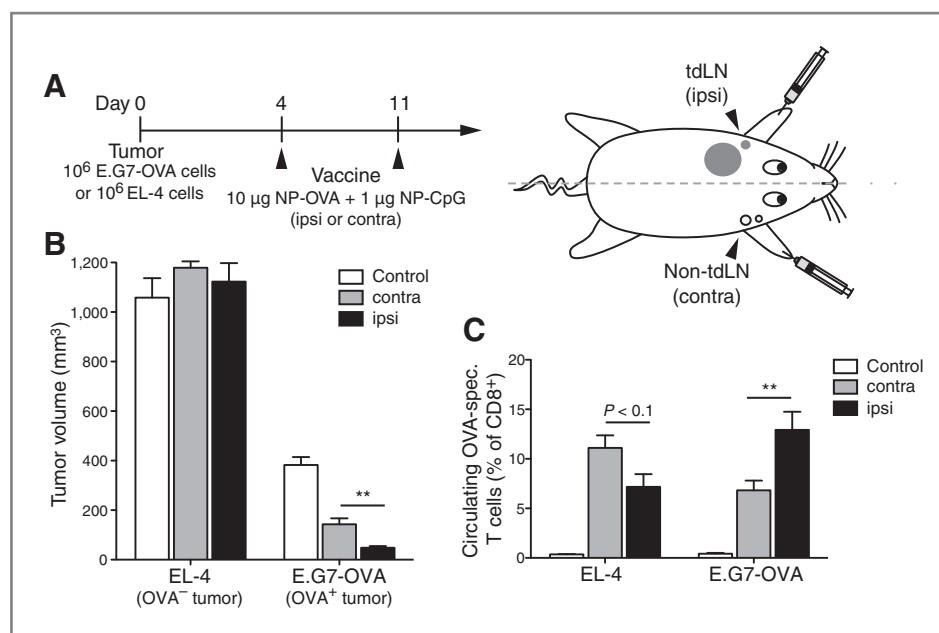 A
Day 0
4
11
Tumor
10⁶ E.G7-OVA cells
or 10⁶ EL-4 cells
Vaccine
10 µg NP-OVA + 1 µg NP-CpG
(ipsi or contra)
tdLN
(ipsi)
Non-tdLN
(contra)
B
Tumor volume (mm³)
1,200
1,000
800
600
400
200
0
Control
contra
ipsi
**
EL-4
(OVA⁻ tumor)
E.G7-OVA
(OVA⁺ tumor)
C
Circulating OVA-spec.
T cells (% of CD8⁺)
20
15
10
5
0
P < 0.1
**
Control
contra
ipsi
EL-4
E.G7-OVA